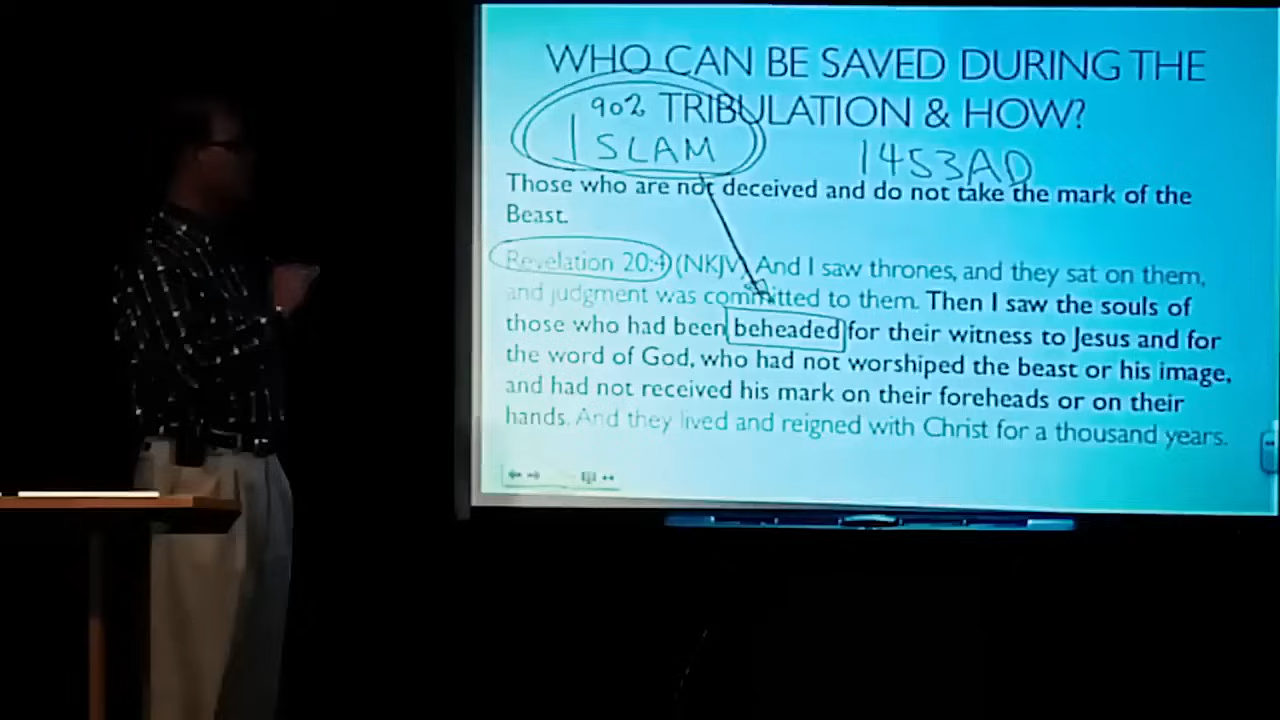 WHO CAN BE SAVED DURING THE
TRIBULATION & HOW?
90%
ISLAM
1453AD
Those who are not deceived and do not take the mark of the
Beast.
Revelation 20:4 (NKJV) And I saw thrones, and they sat on them,
and judgment was committed to them. Then I saw the souls of
those who had been beheaded for their witness to Jesus and for
the word of God, who had not worshiped the beast or his image,
and had not received his mark on their foreheads or on their
hands. And they lived and reigned with Christ for a thousand years.